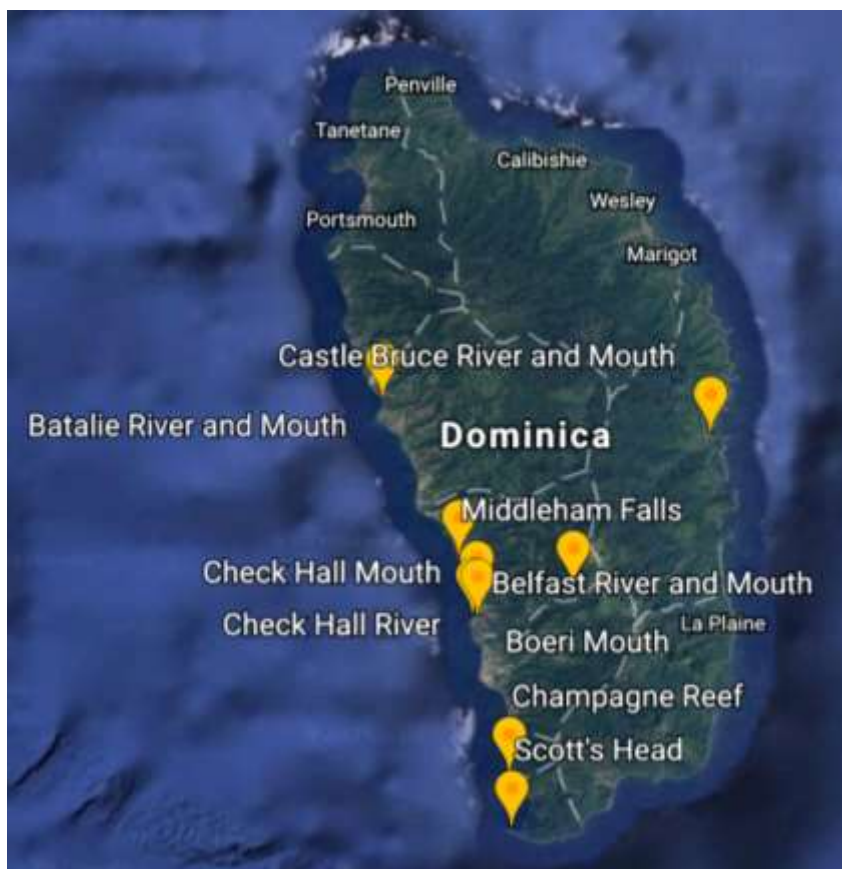 Penville
Tanetane
Calibishie
Wesley
Portsmouth
Marigot
Castle Bruce River and Mouth
Batalie River and Mouth
Dominica
Middleham Falls
Check Hall Mouth
Belfast River and Mouth
Check Hall River
La Plaine
Boeri Mouth
Champagne Reef
Scott's Head